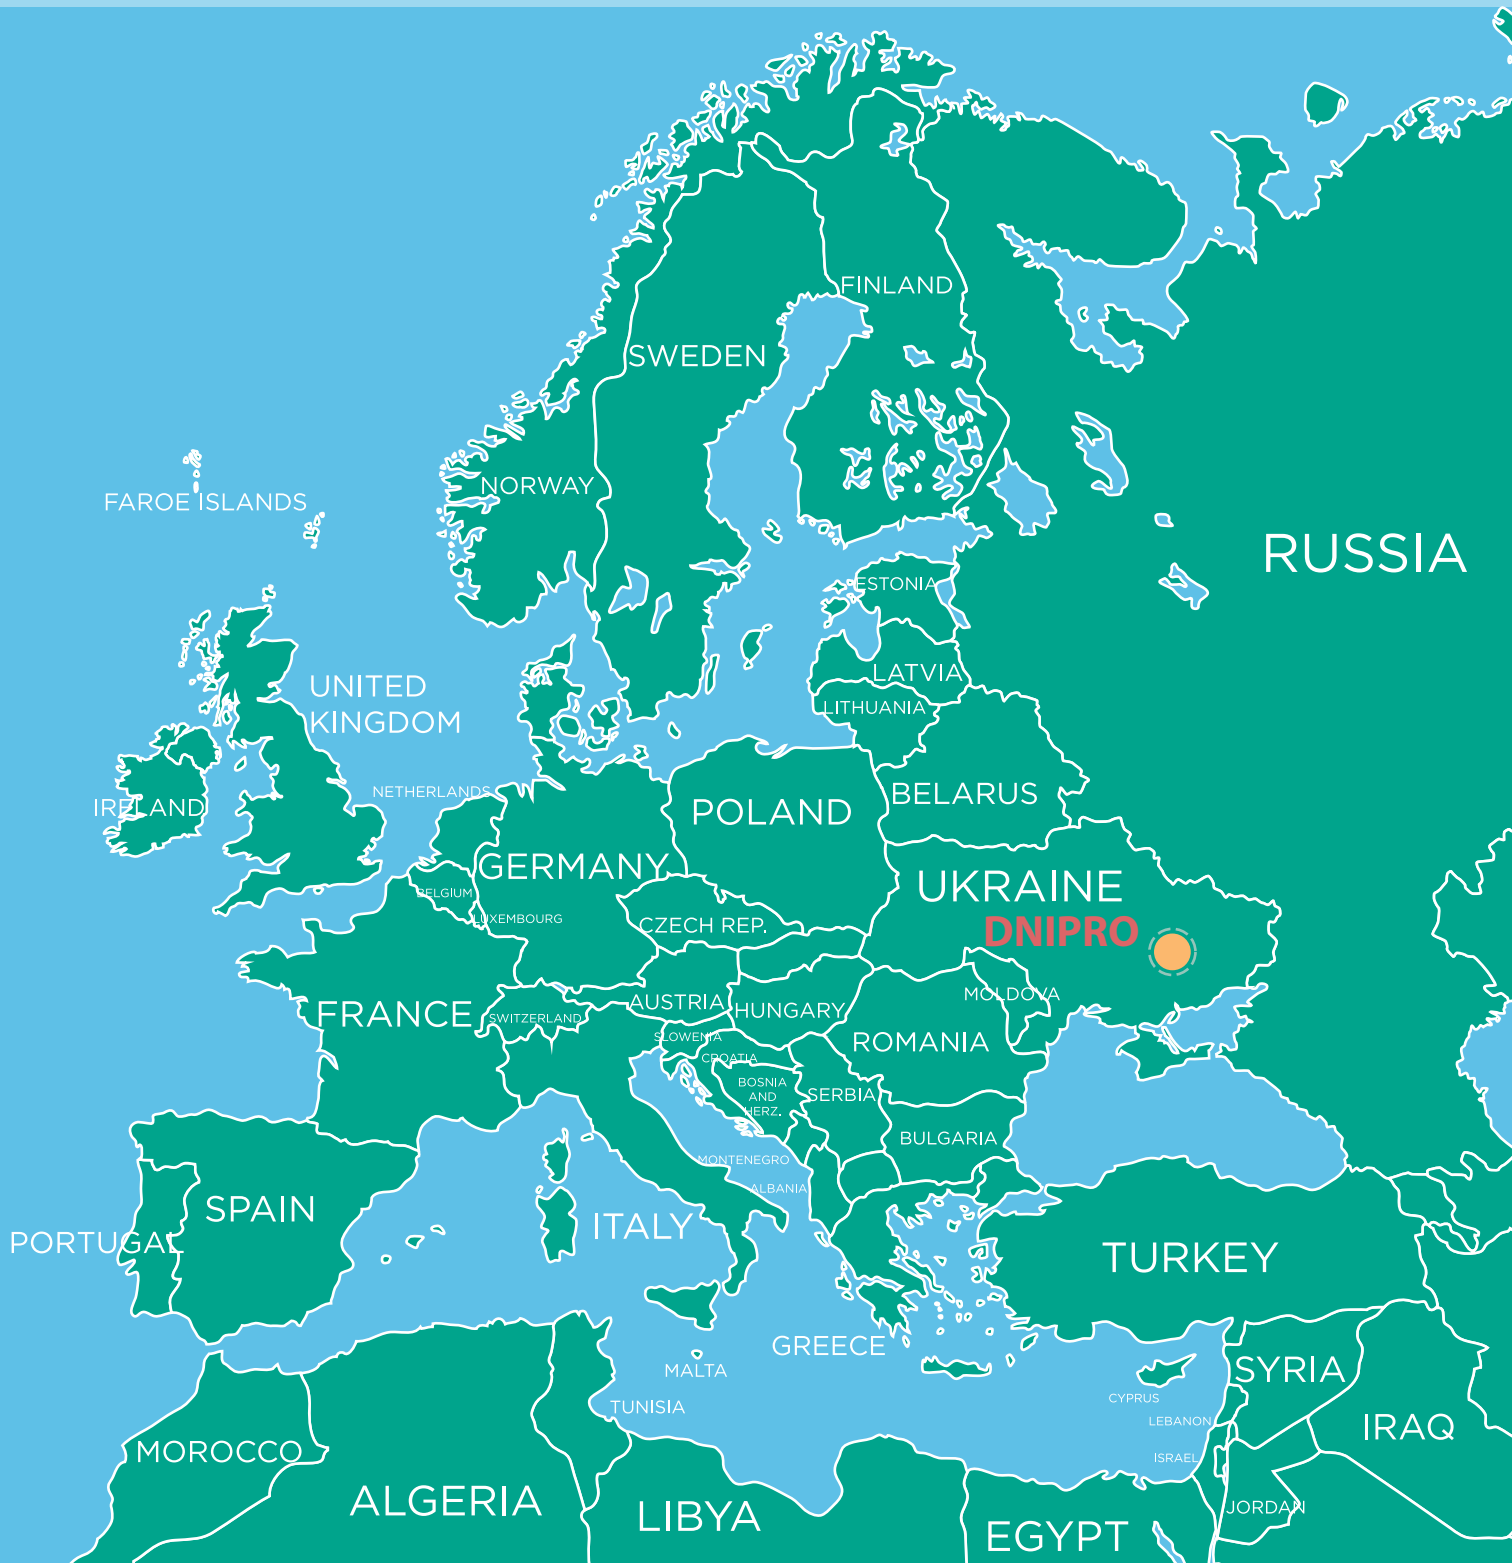 FINLAND
SWEDEN
NORWAY
FAROE ISLANDS
RUSSIA
ESTONIA
LATVIA
LITHUANIA
UNITED
KINGDOM
IRELAND
NETHERLANDS
BELARUS
POLAND
GERMANY
BELGIUM
LUXEMBOURG
UKRAINE
DNIPRO
CZECH REP.
FRANCE
SWITZERLAND
AUSTRIA
HUNGARY
MOLDOVA
SLOWENIA
CROATIA
ROMANIA
BOSNIA
AND
HERZ.
SERBIA
BULGARIA
MONTENEGRO
ALBANIA
SPAIN
PORTUGAL
ITALY
TURKEY
GREECE
MALTA
TUNISIA
CYPRUS
LEBANON
SYRIA
ISRAEL
IRAQ
JORDAN
MOROCCO
ALGERIA
LIBYA
EGYPT